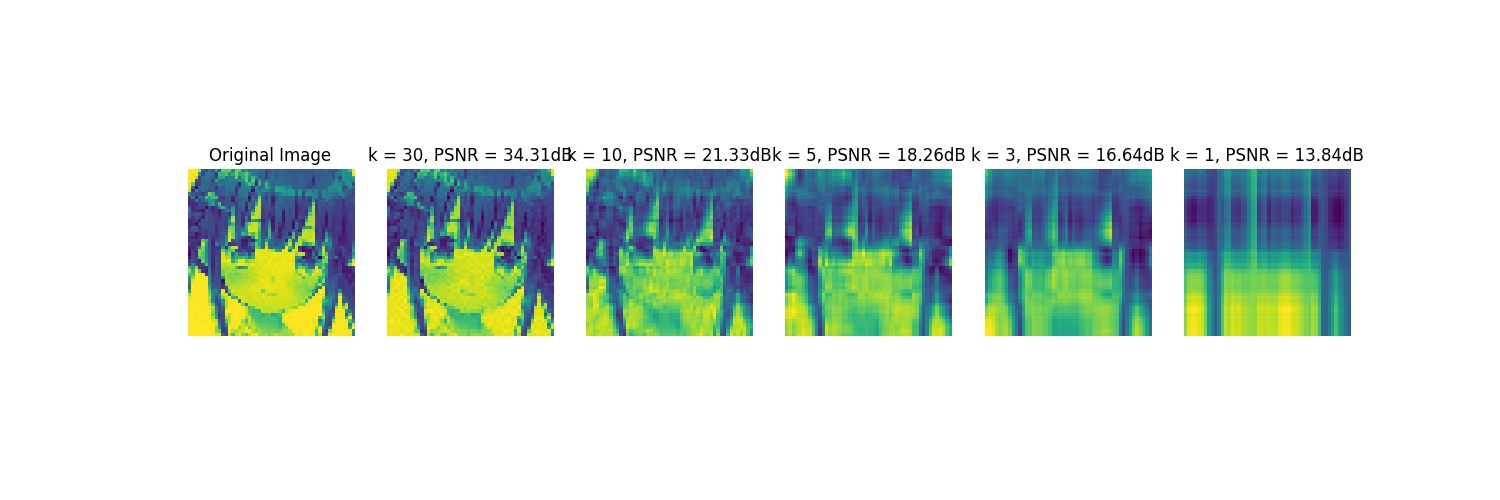 Original Image
k = 30, PSNR = 34.31dB
k = 10, PSNR = 21.33dB
k = 5, PSNR = 18.26dB
k = 3, PSNR = 16.64dB
k = 1, PSNR = 13.84dB